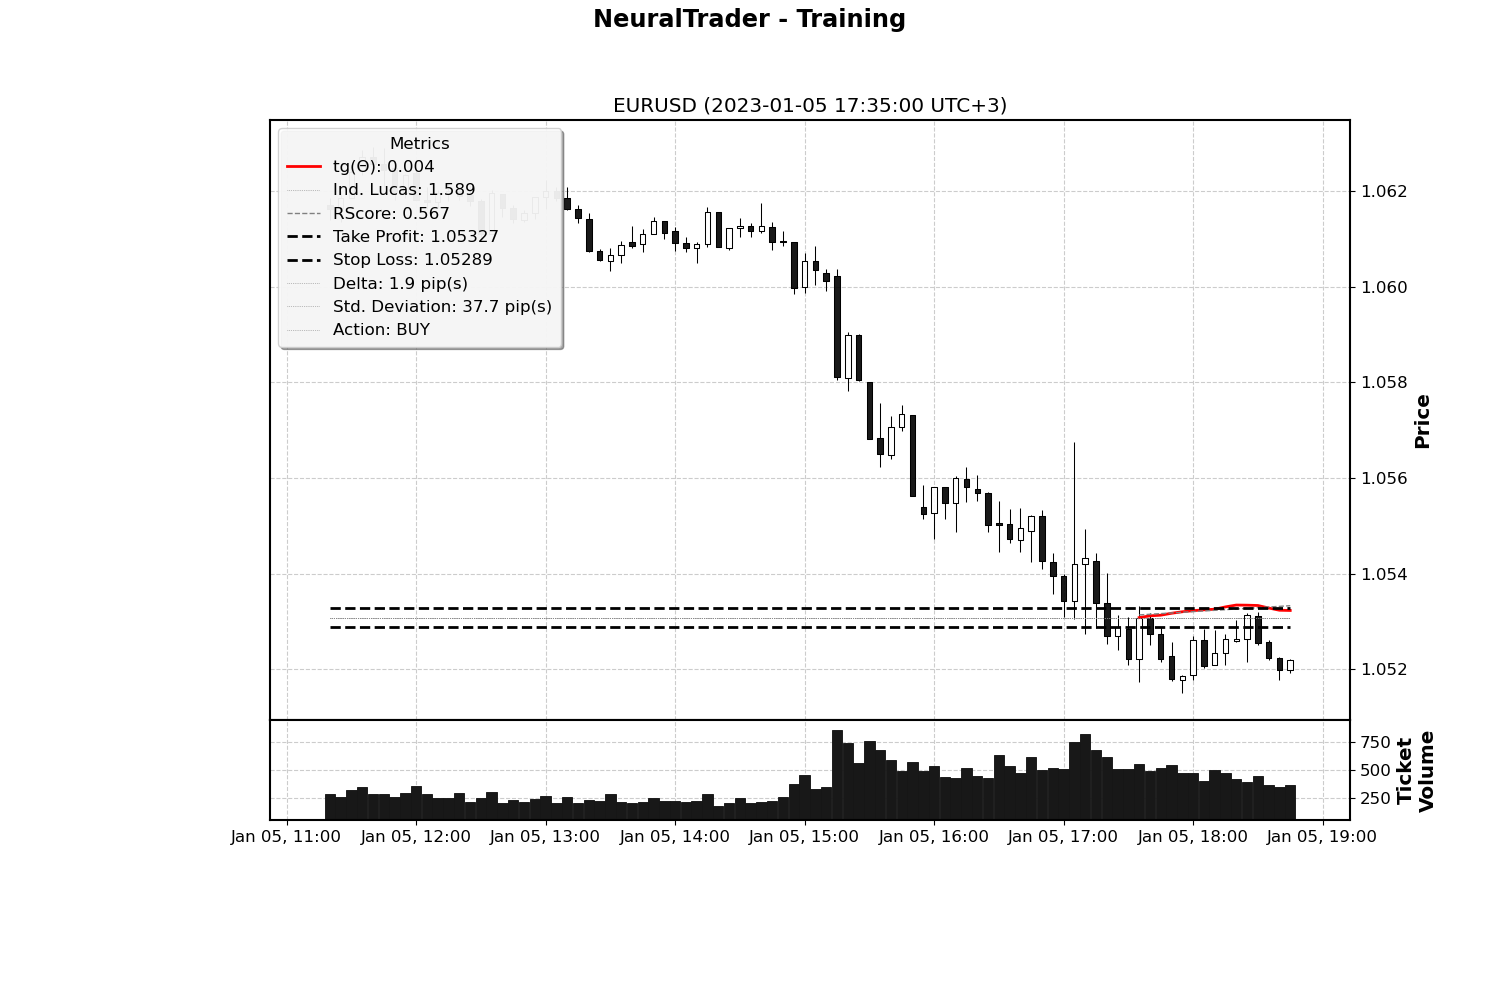 NeuralTrader - Training
EURUSD (2023-01-05 17:35:00 UTC+3)
Metrics
tg(Θ): 0.004
Ind. Lucas: 1.589
RScore: 0.567
Take Profit: 1.05327
Stop Loss: 1.05289
Delta: 1.9 pip(s)
Std. Deviation: 37.7 pip(s)
Action: BUY
1.062
1.060
1.058
1.056
1.054
1.052
Price
750
500
250
Ticket
Volume
Jan 05, 11:00
Jan 05, 12:00
Jan 05, 13:00
Jan 05, 14:00
Jan 05, 15:00
Jan 05, 16:00
Jan 05, 17:00
Jan 05, 18:00
Jan 05, 19:00